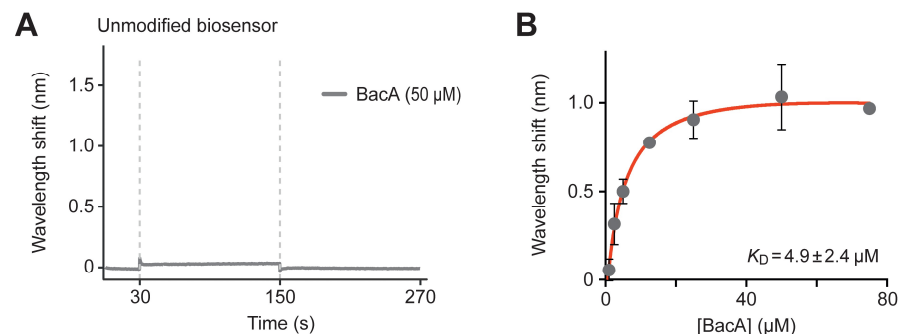 A
Unmodified biosensor
Wavelength shift (nm)
1.5
1.0
0.5
0
BacA (50 µM)
30
150
270
Time (s)
B
Wavelength shift (nm)
1.0
0.5
0
K_D = 4.9 ± 2.4 µM
0
40
80
[BacA] (µM)